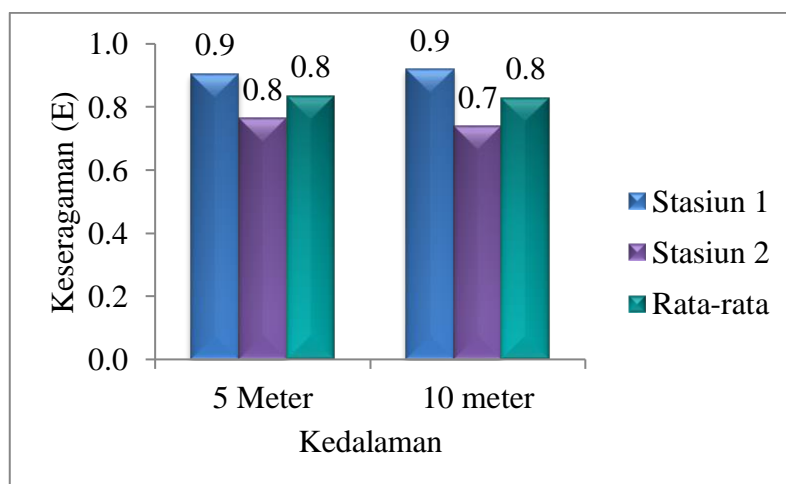 Keseragaman (E)
1.0
0.8
0.6
0.4
0.2
0.0
0.9
0.8
0.8
0.9
0.7
0.8
5 Meter
10 meter
Kedalaman
Stasiun 1
Stasiun 2
Rata-rata